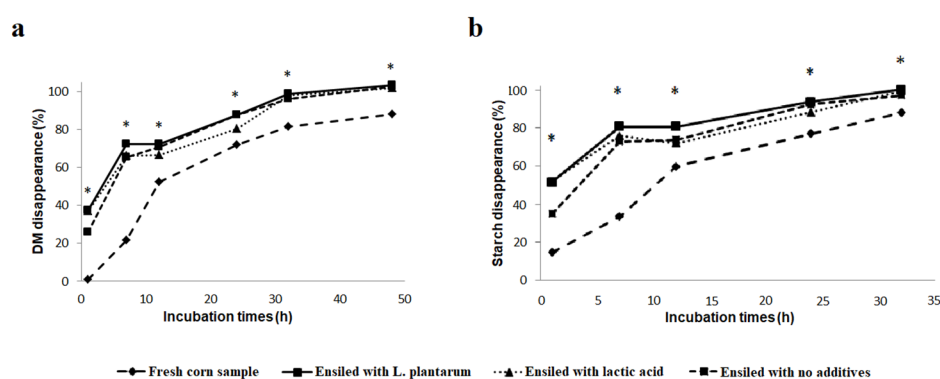 a
b
DM disappearance (%)
100
80
60
40
20
0
* * * * * *
0 10 20 30 40 50
Incubation times (h)
Starch disappearance (%)
100
80
60
40
20
0
* * * * *
0 5 10 15 20 25 30 35
Incubation times (h)
Fresh corn sample Ensiled with L. plantarum Ensiled with lactic acid Ensiled with no additives